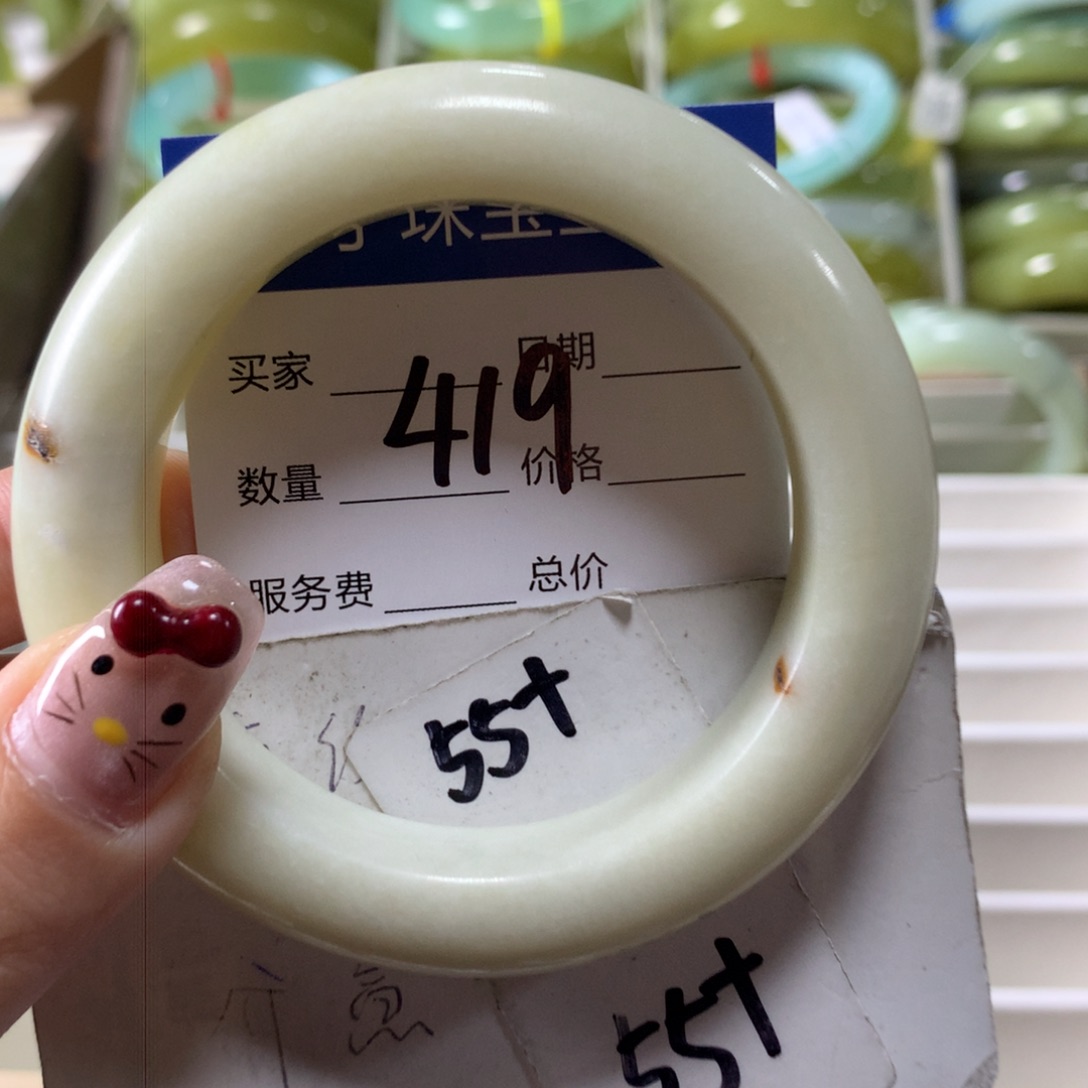 珠宝
买家 日期
419
数量 价格
服务费 总价
55+
55+